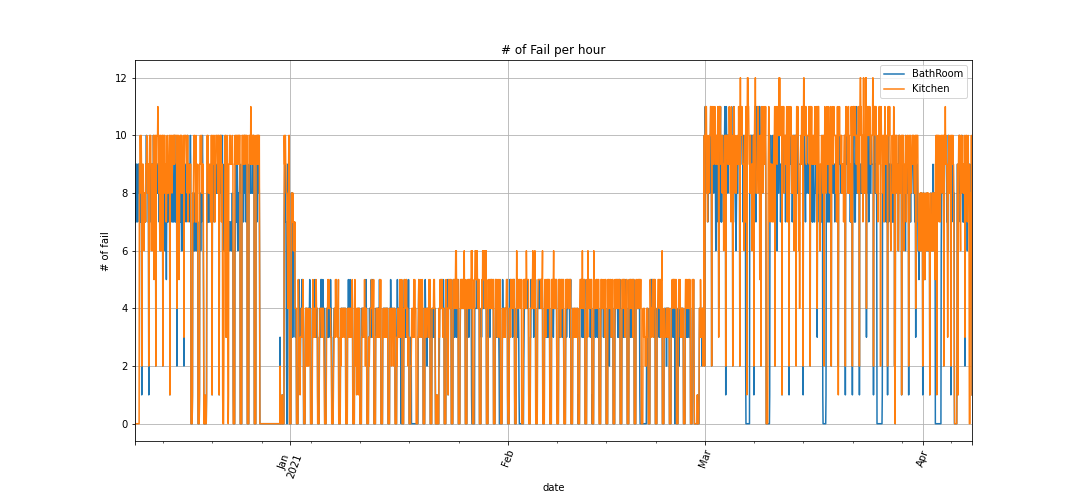 # of Fail per hour
BathRoom
Kitchen
12
10
8
6
4
2
0
# of fail
Jan
2021
Feb
Mar
Apr
date